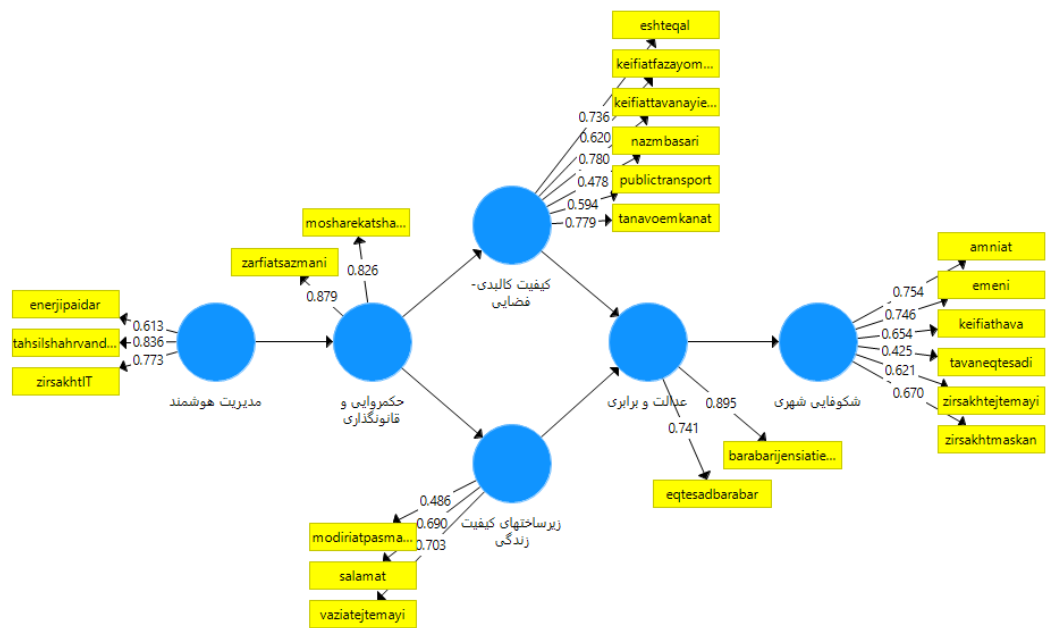 eshteqal
keifiatfazayom...
keifiattavanayie...
nazmbasari
publictransport
tanavoemkanat
0.736
0.620
0.780
0.478
0.594
0.779
کیفیت کالبدی-
فضایی
mosharekatsha...
zarfiatsazmani
0.826
0.879
حکمروایی و
قانونگذاری
enerjipaidar
tahsilshahrvand...
zirsakhtIT
0.613
0.836
0.773
مدیریت هوشمند
عدالت و برابری
0.895
0.741
barabarijensiatie...
eqtesadbarabar
شکوفایی شهری
0.754
0.746
0.654
0.425
0.621
0.670
amniat
emeni
keifiathava
tavaneqtesadi
zirsakhtejtemayi
zirsakhtmaskan
زیرساختهای کیفیت
زندگی
0.486
0.690
0.703
modiriatpasma...
salamat
vaziatejtemayi